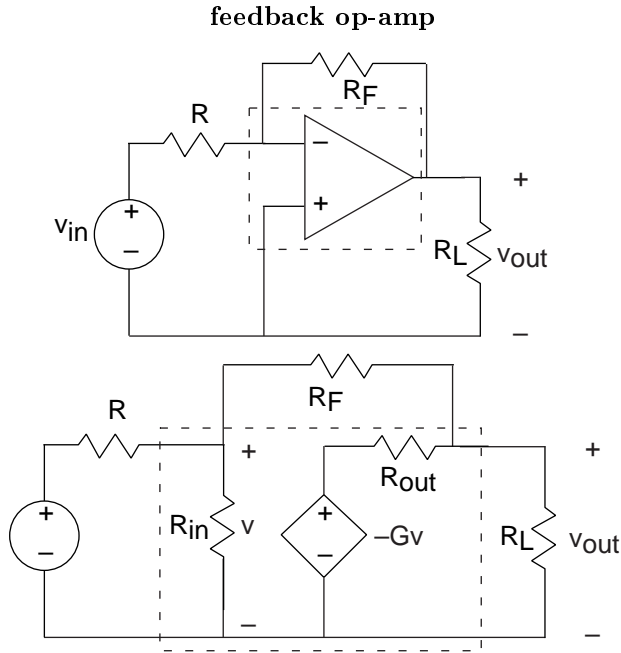 feedback op-amp
RF
R
−
+
vin
+
−
+
RL
vout
−
RF
R
+
+
Rout
+
−
Rin
v
+
−
−Gv
RL
vout
−
−